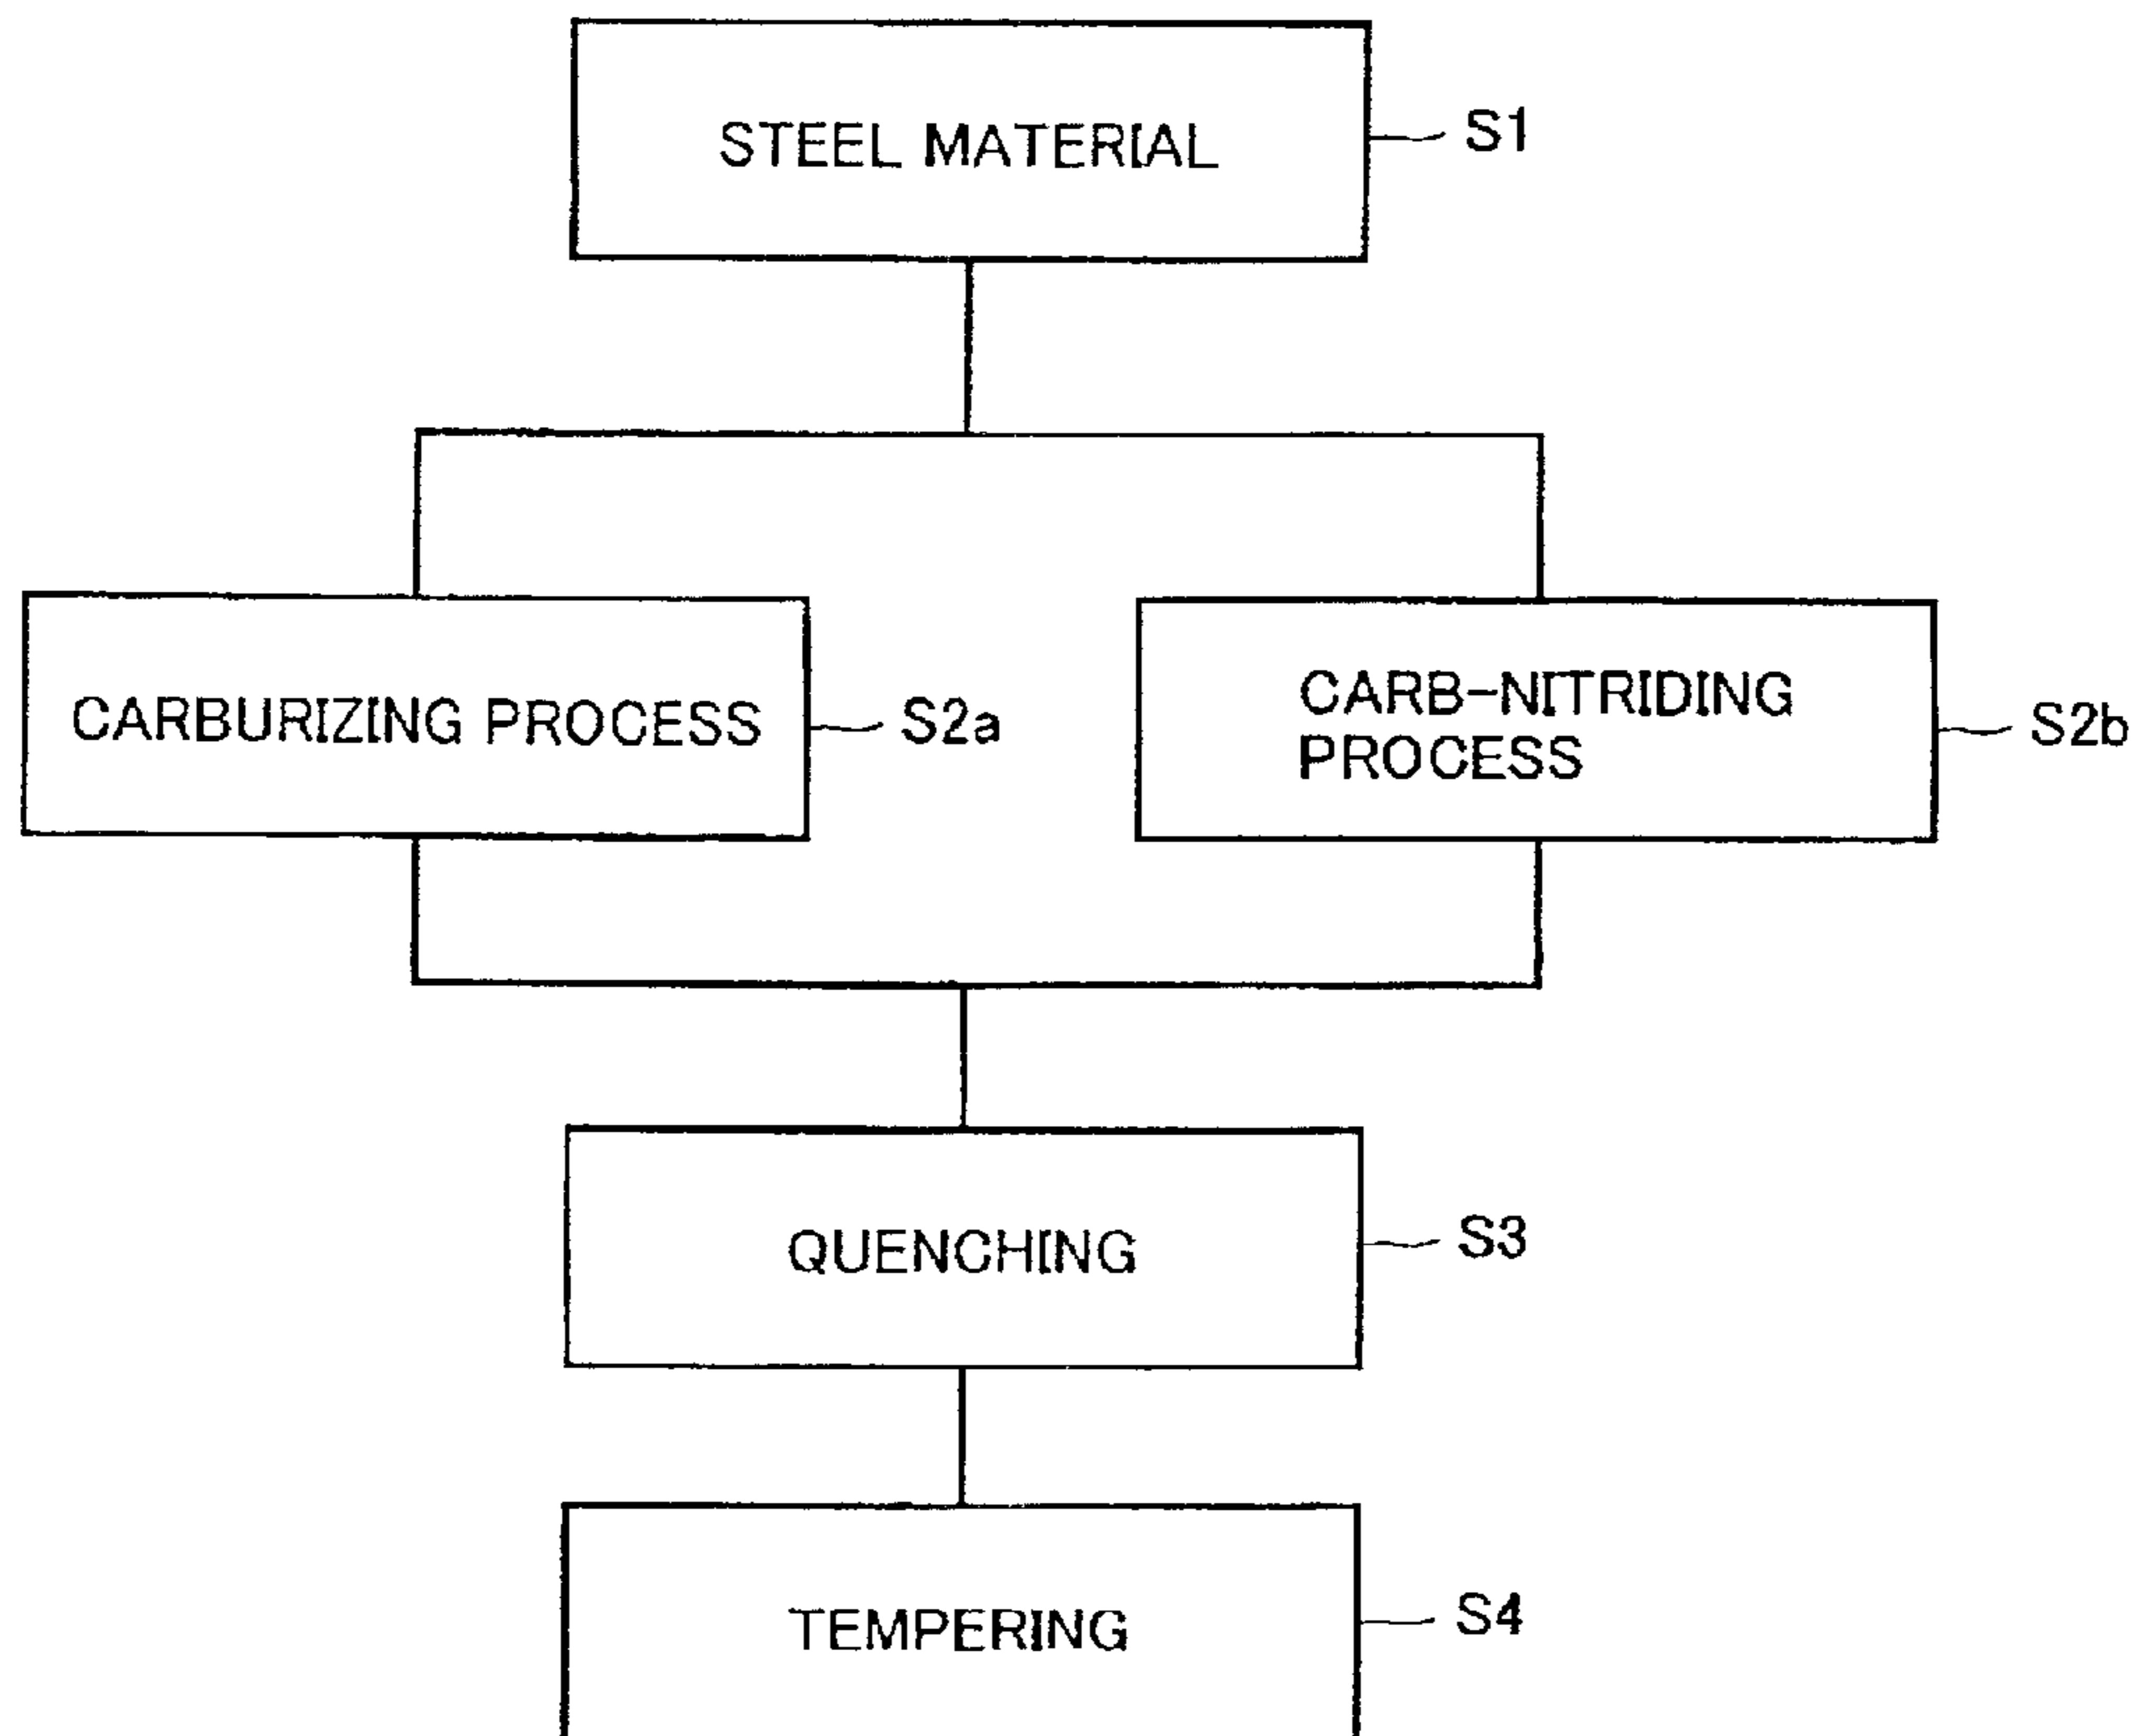 STEEL MATERIAL
S1
CARBURIZING PROCESS
S2a
CARB-NITRIDING
PROCESS
S2b
QUENCHING
S3
TEMPERING
S4